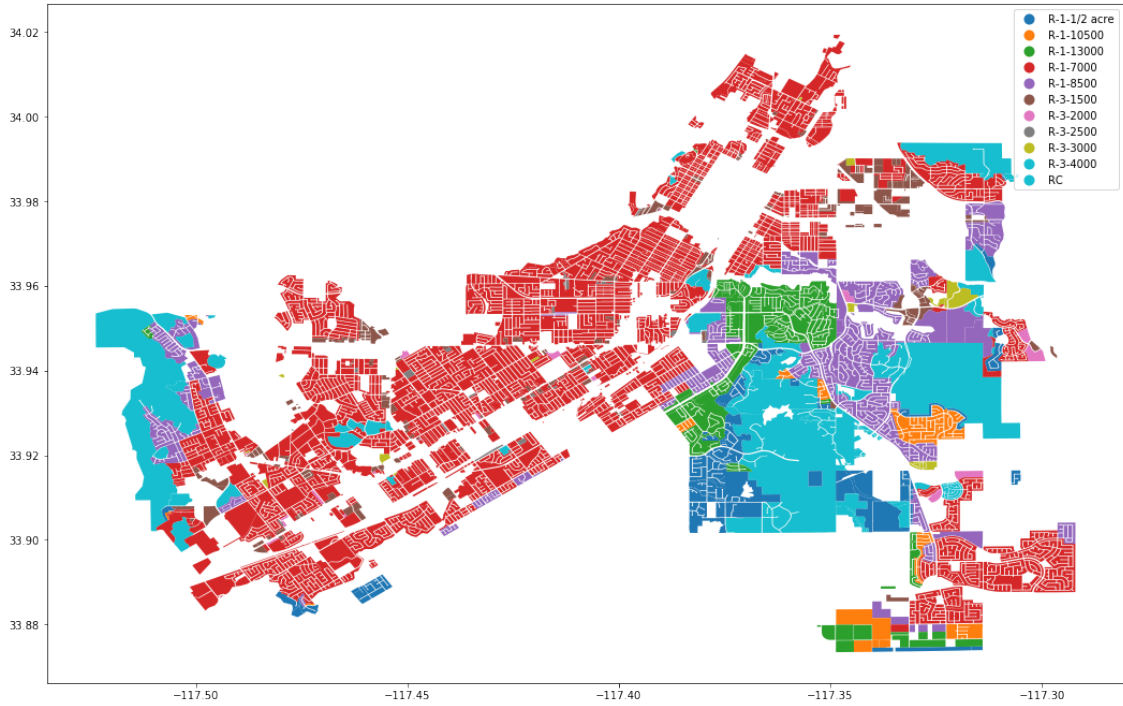 34.02
34.00
33.98
33.96
33.94
33.92
33.90
33.88
−117.50
−117.45
−117.40
−117.35
−117.30
R-1-1/2 acre
R-1-10500
R-1-13000
R-1-7000
R-1-8500
R-3-1500
R-3-2000
R-3-2500
R-3-3000
R-3-4000
RC